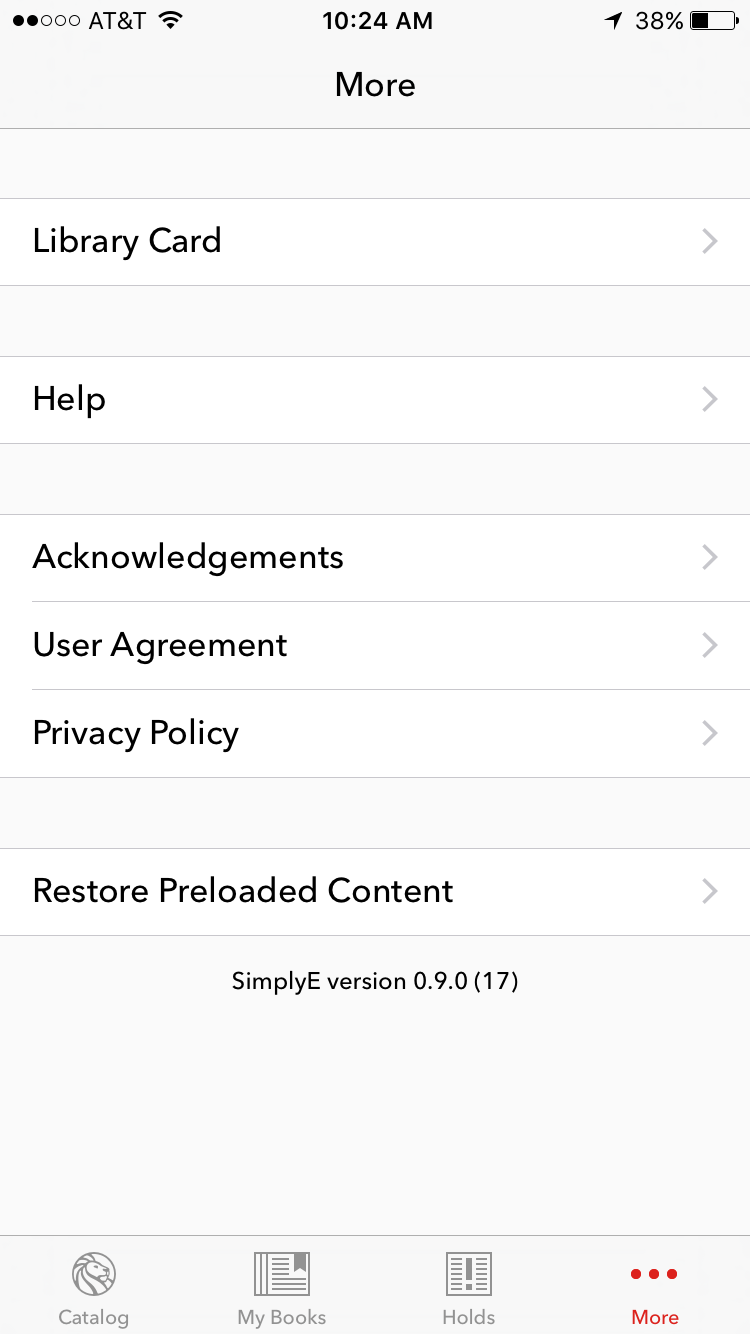 AT&T 10:24 AM 38%
More
Library Card
Help
Acknowledgements
User Agreement
Privacy Policy
Restore Preloaded Content
SimplyE version 0.9.0 (17)
Catalog My Books Holds More